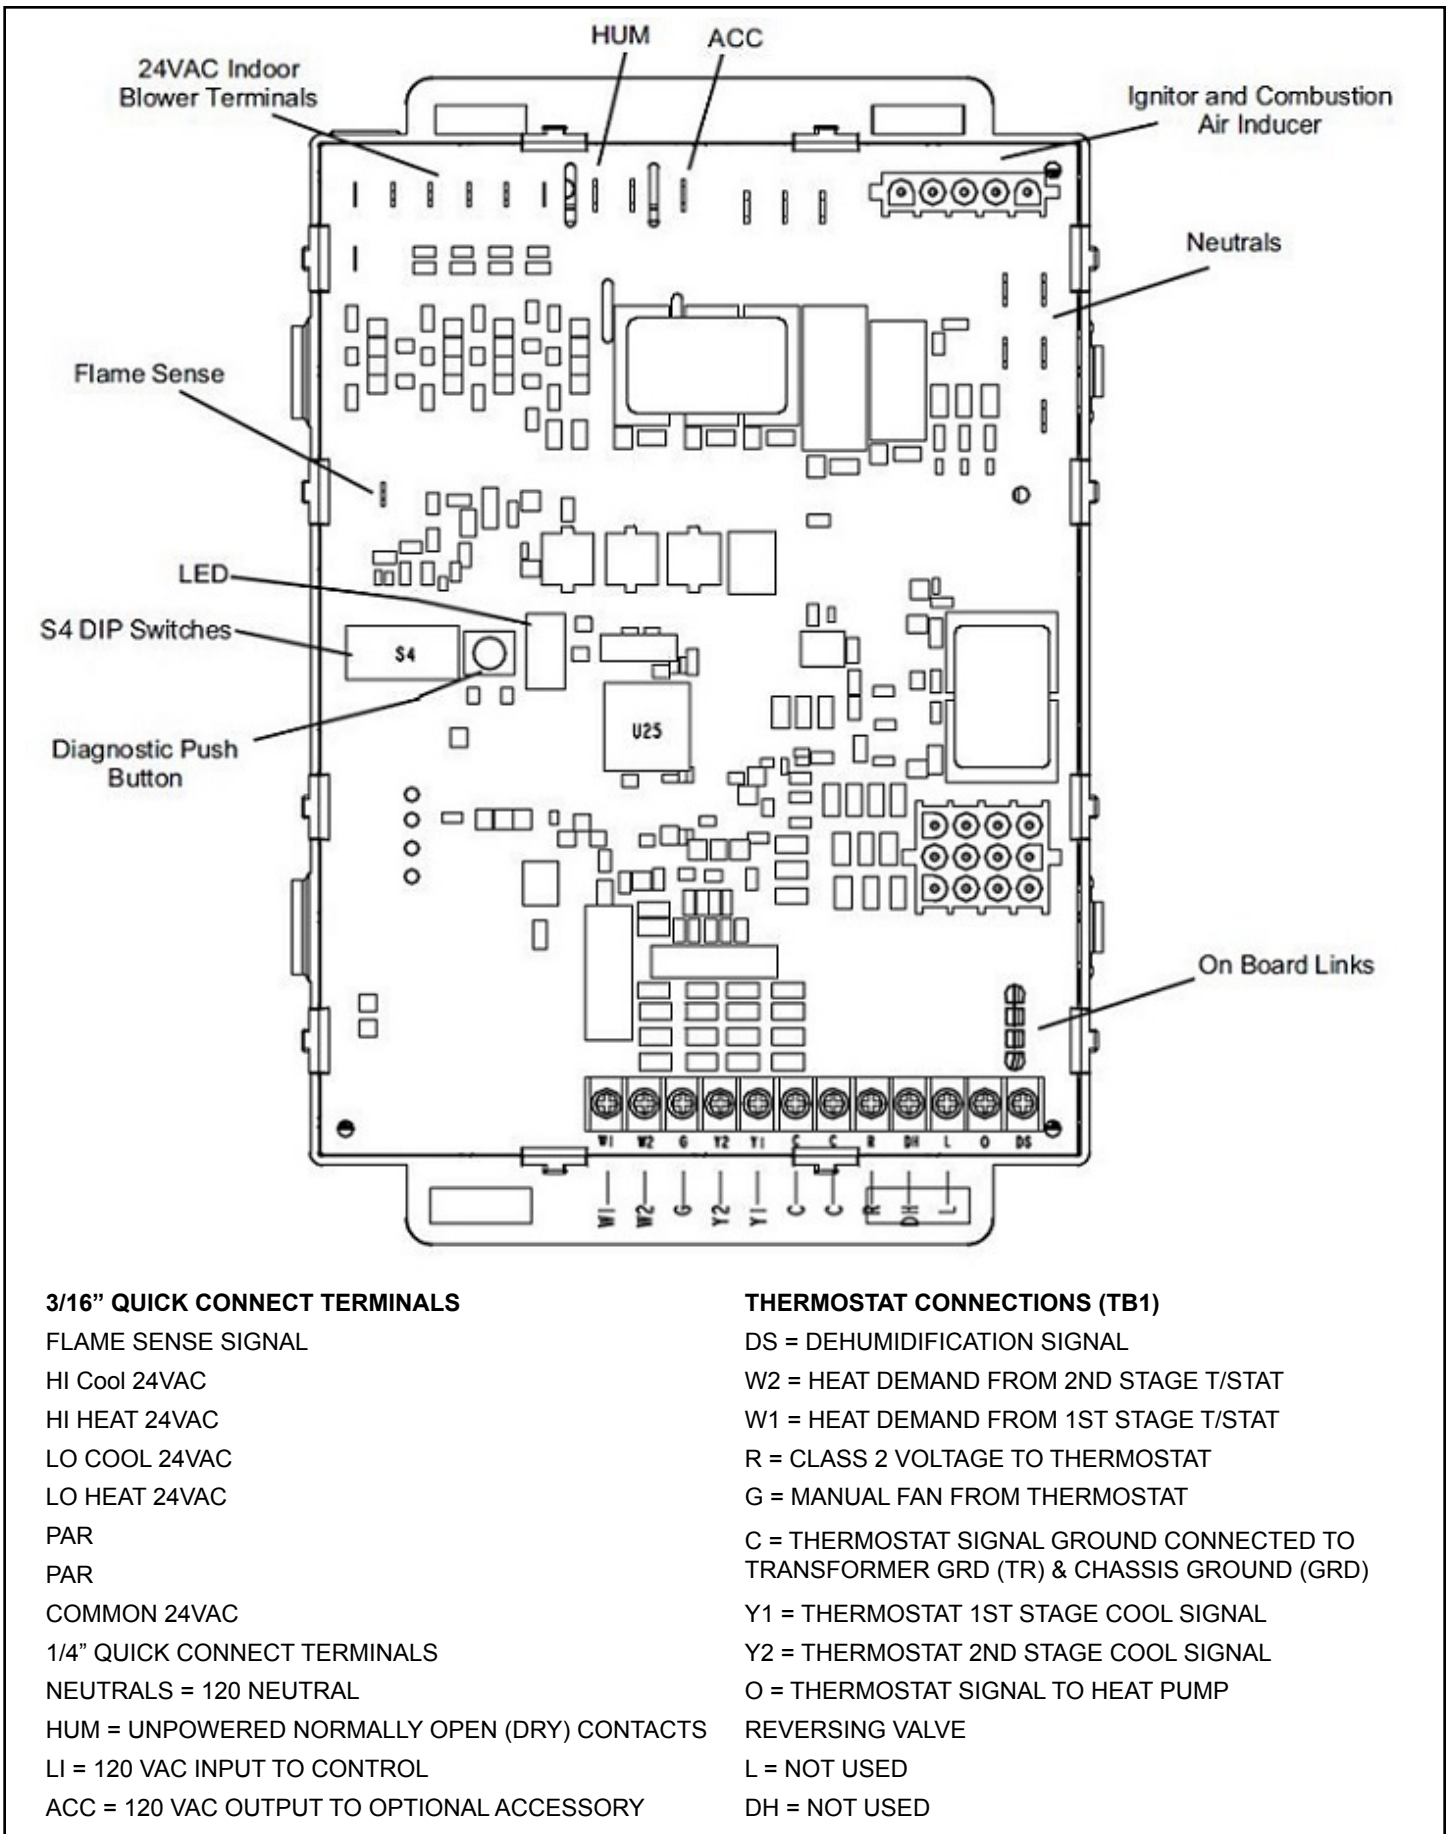 HUM
ACC
24VAC Indoor
Blower Terminals
Ignitor and Combustion
Air Inducer
Neutrals
Flame Sense
LED
S4 DIP Switches
S4
U25
Diagnostic Push
Button
On Board Links
W1 W2 G Y2 Y1 C C R DH L O DS
W1 W2 G Y2 Y1 C C R DH L
3/16” QUICK CONNECT TERMINALS
FLAME SENSE SIGNAL
HI Cool 24VAC
HI HEAT 24VAC
LO COOL 24VAC
LO HEAT 24VAC
PAR
PAR
COMMON 24VAC
1/4” QUICK CONNECT TERMINALS
NEUTRALS = 120 NEUTRAL
HUM = UNPOWERED NORMALLY OPEN (DRY) CONTACTS
LI = 120 VAC INPUT TO CONTROL
ACC = 120 VAC OUTPUT TO OPTIONAL ACCESSORY
THERMOSTAT CONNECTIONS (TB1)
DS = DEHUMIDIFICATION SIGNAL
W2 = HEAT DEMAND FROM 2ND STAGE T/STAT
W1 = HEAT DEMAND FROM 1ST STAGE T/STAT
R = CLASS 2 VOLTAGE TO THERMOSTAT
G = MANUAL FAN FROM THERMOSTAT
C = THERMOSTAT SIGNAL GROUND CONNECTED TO
TRANSFORMER GRD (TR) & CHASSIS GROUND (GRD)
Y1 = THERMOSTAT 1ST STAGE COOL SIGNAL
Y2 = THERMOSTAT 2ND STAGE COOL SIGNAL
O = THERMOSTAT SIGNAL TO HEAT PUMP
REVERSING VALVE
L = NOT USED
DH = NOT USED